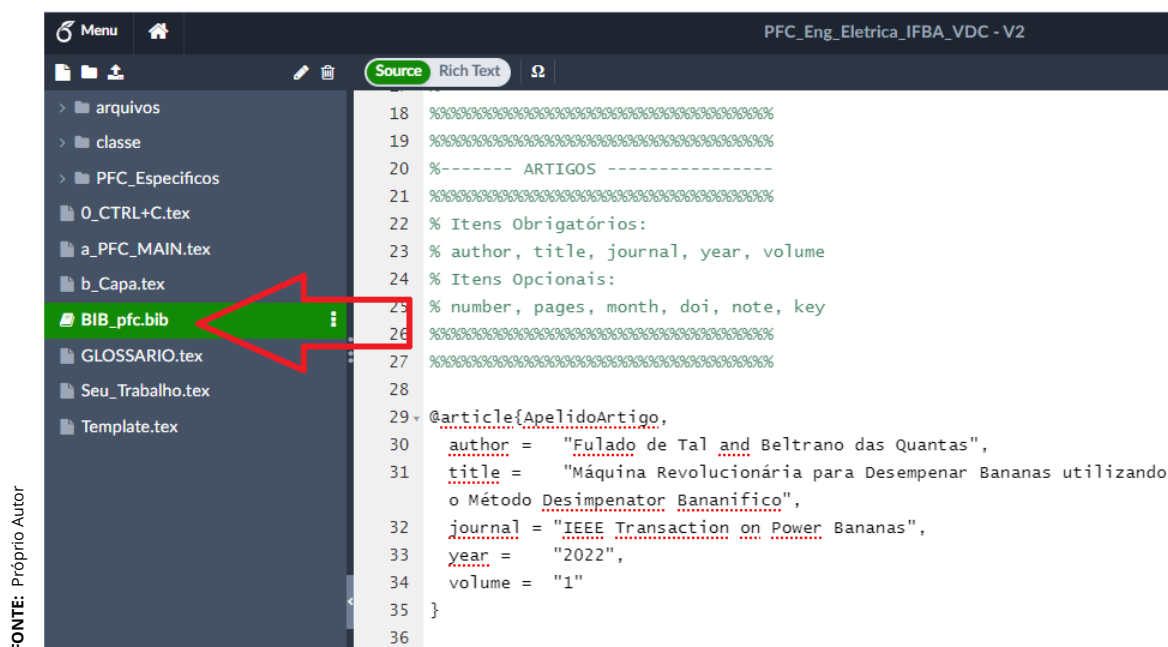 Menu
PFC_Eng_Eletrica_IFBA_VDC - V2
Source Rich Text Ω
arquivos
classe
PFC_Especificos
0_CTRL+C.tex
a_PFC_MAIN.tex
b_Capa.tex
BIB_pfc.bib
GLOSSARIO.tex
Seu_Trabalho.tex
Template.tex
18 %%%%%%%%%%%%%%%%%%%%%%%%%%%%%%%%%
19 %%%%%%%%%%%%%%%%%%%%%%%%%%%%%%%%%
20 %------- ARTIGOS ----------------
21 %%%%%%%%%%%%%%%%%%%%%%%%%%%%%%%%%
22 % Itens Obrigatórios:
23 % author, title, journal, year, volume
24 % Itens Opcionais:
25 % number, pages, month, doi, note, key
26 %%%%%%%%%%%%%%%%%%%%%%%%%%%%%%%%%
27 %%%%%%%%%%%%%%%%%%%%%%%%%%%%%%%%%
28
29 @article{ApelidoArtigo,
30 author = "Fulado de Tal and Beltrano das Quantas",
31 title = "Máquina Revolucionária para Desempenar Bananas utilizando
o Método Desimpenator Bananifico",
32 journal = "IEEE Transaction on Power Bananas",
33 year = "2022",
34 volume = "1"
35 }
36
FONTE: Próprio Autor